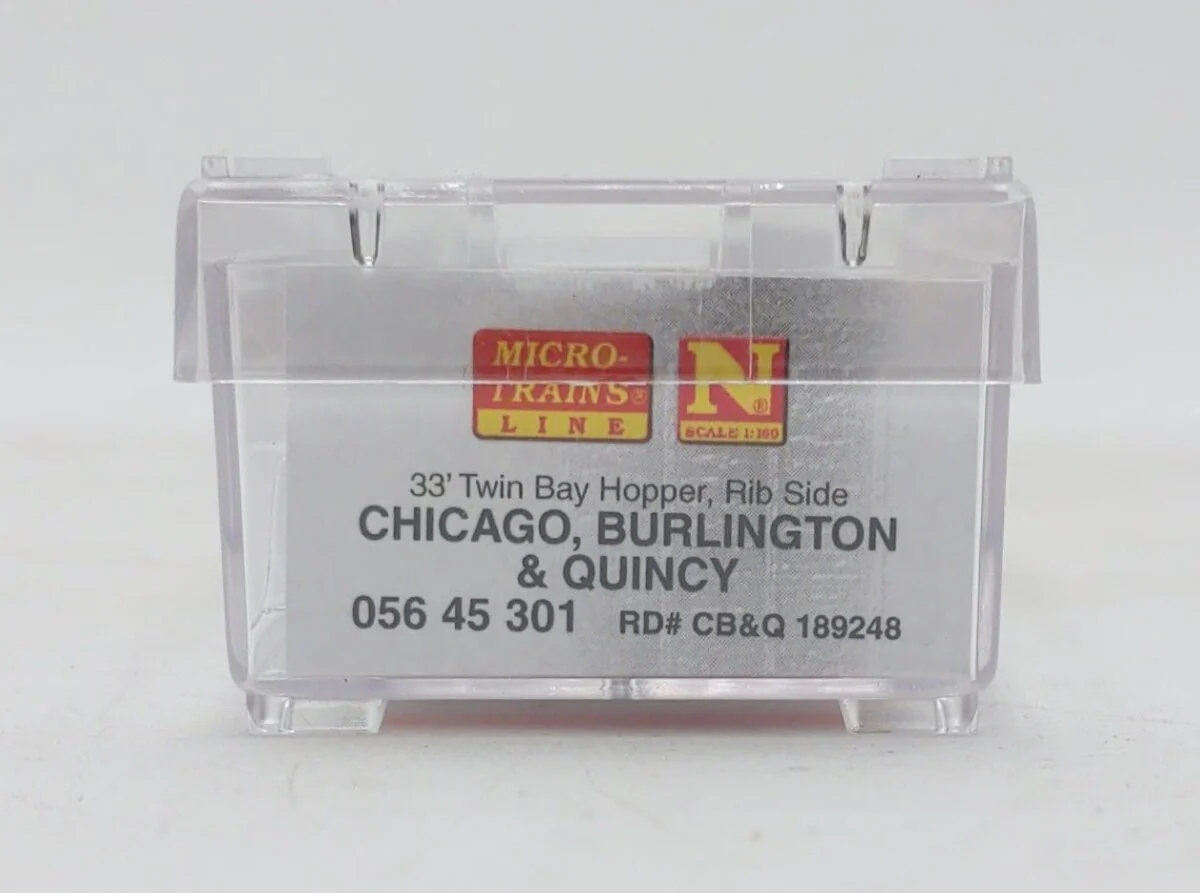 MICRO-
TRAINS®
LINE
N®
SCALE 1:160
33' Twin Bay Hopper, Rib Side
CHICAGO, BURLINGTON
& QUINCY
056 45 301 RD# CB&Q 189248